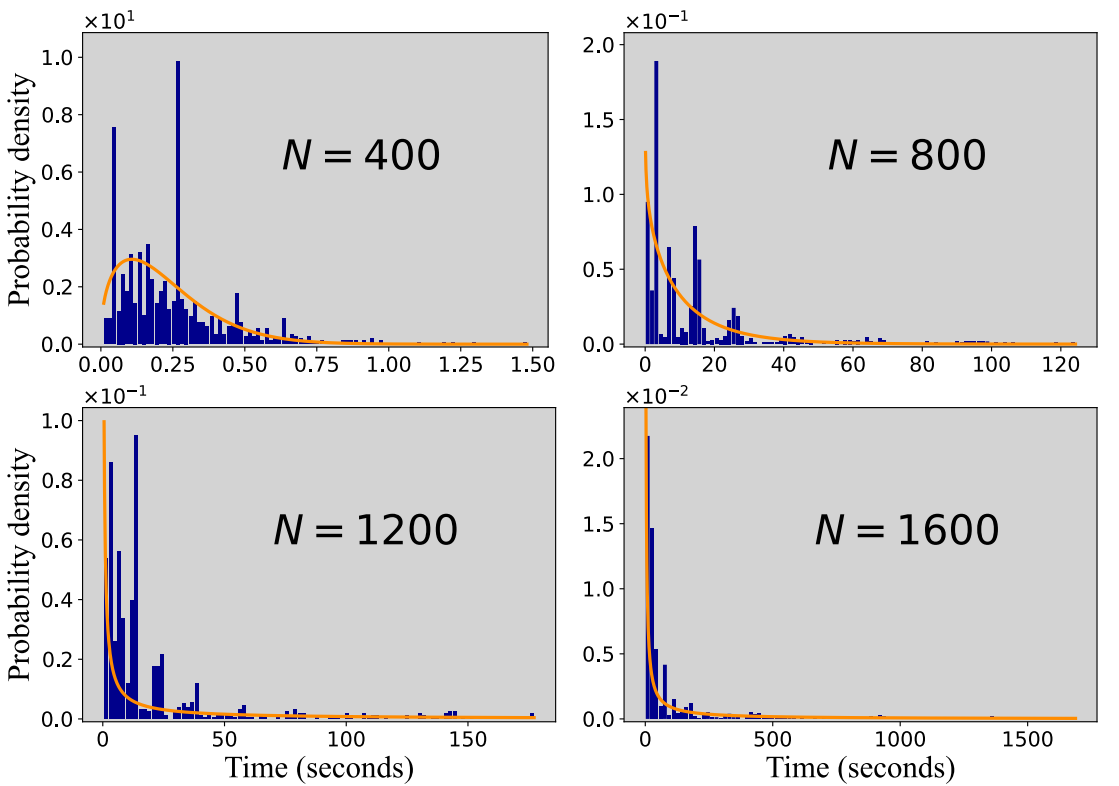 ×10¹ ×10⁻¹
Probability density
1.0
0.8
0.6
0.4
0.2
0.0
N = 400
0.00 0.25 0.50 0.75 1.00 1.25 1.50
2.0
1.5
1.0
0.5
0.0
N = 800
0 20 40 60 80 100 120
×10⁻¹ ×10⁻²
Probability density
1.0
0.8
0.6
0.4
0.2
0.0
N = 1200
0 50 100 150
Time (seconds)
2.0
1.5
1.0
0.5
0.0
N = 1600
0 500 1000 1500
Time (seconds)